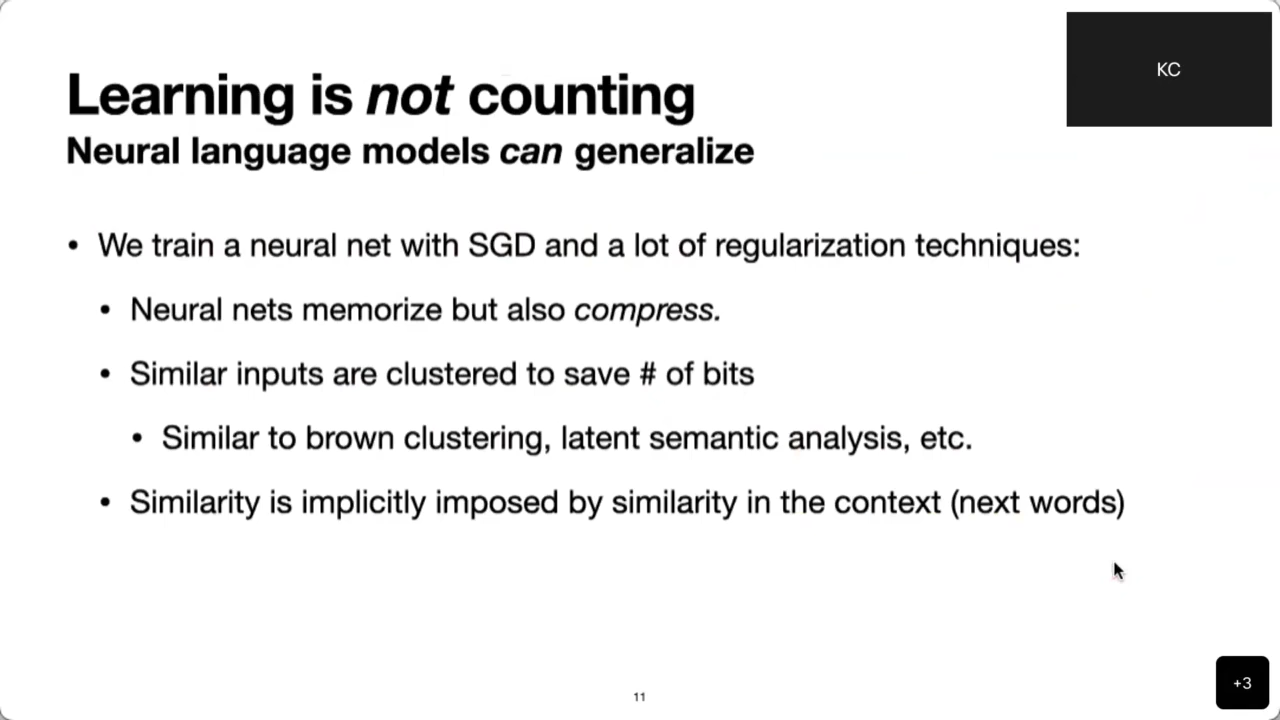 KC
Learning is not counting
Neural language models can generalize
• We train a neural net with SGD and a lot of regularization techniques:
• Neural nets memorize but also compress.
• Similar inputs are clustered to save # of bits
• Similar to brown clustering, latent semantic analysis, etc.
• Similarity is implicitly imposed by similarity in the context (next words)
11
+3